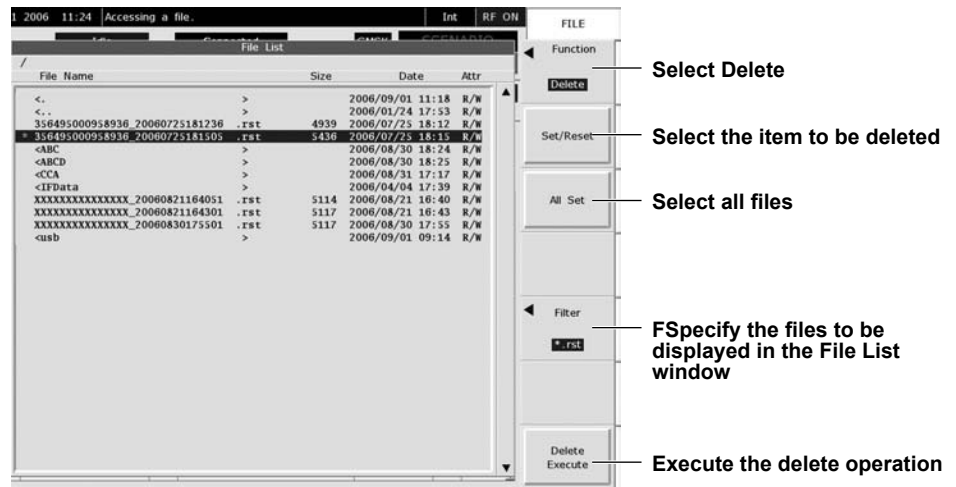 1 2006 11:24 Accessing a file. Int RF ON
FILE
File List
/
File Name Size Date Attr
<. > 2006/09/01 11:18 R/W
<.. > 2006/01/24 17:53 R/W
356495000958936_20060725181236 .rst 4939 2006/07/25 18:12 R/W
* 356495000958936_20060725181505 .rst 5436 2006/07/25 18:15 R/W
<ABC > 2006/08/30 18:24 R/W
<ABCD > 2006/08/30 18:25 R/W
<CCA > 2006/08/31 17:17 R/W
<IFData > 2006/04/04 17:39 R/W
XXXXXXXXXXXXXXX_20060821164051 .rst 5114 2006/08/21 16:40 R/W
XXXXXXXXXXXXXXX_20060821164301 .rst 5117 2006/08/21 16:43 R/W
XXXXXXXXXXXXXXX_20060830175501 .rst 5117 2006/08/30 17:55 R/W
<usb > 2006/09/01 09:14 R/W
Function
Delete
Select Delete
Set/Reset
Select the item to be deleted
All Set
Select all files
Filter
*.rst
FSpecify the files to be
displayed in the File List
window
Delete
Execute
Execute the delete operation